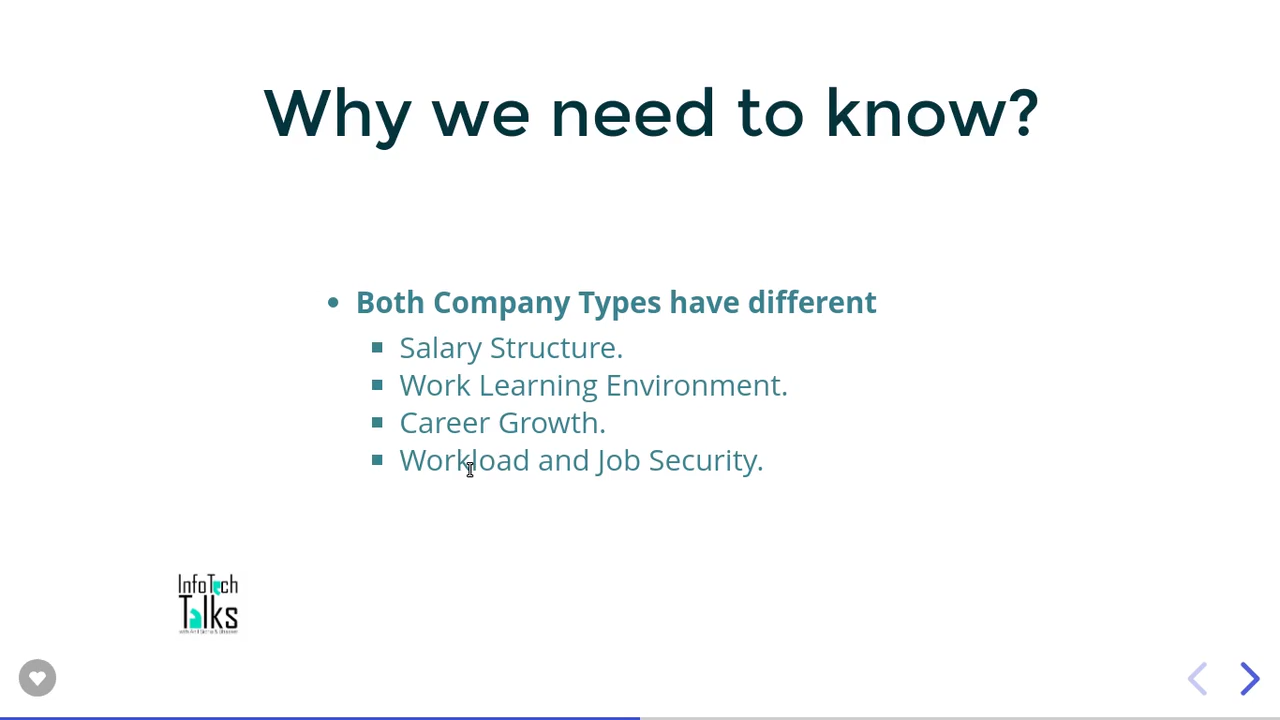 Why we need to know?
Both Company Types have different
Salary Structure.
Work Learning Environment.
Career Growth.
Workload and Job Security.
InfoTech
Talks